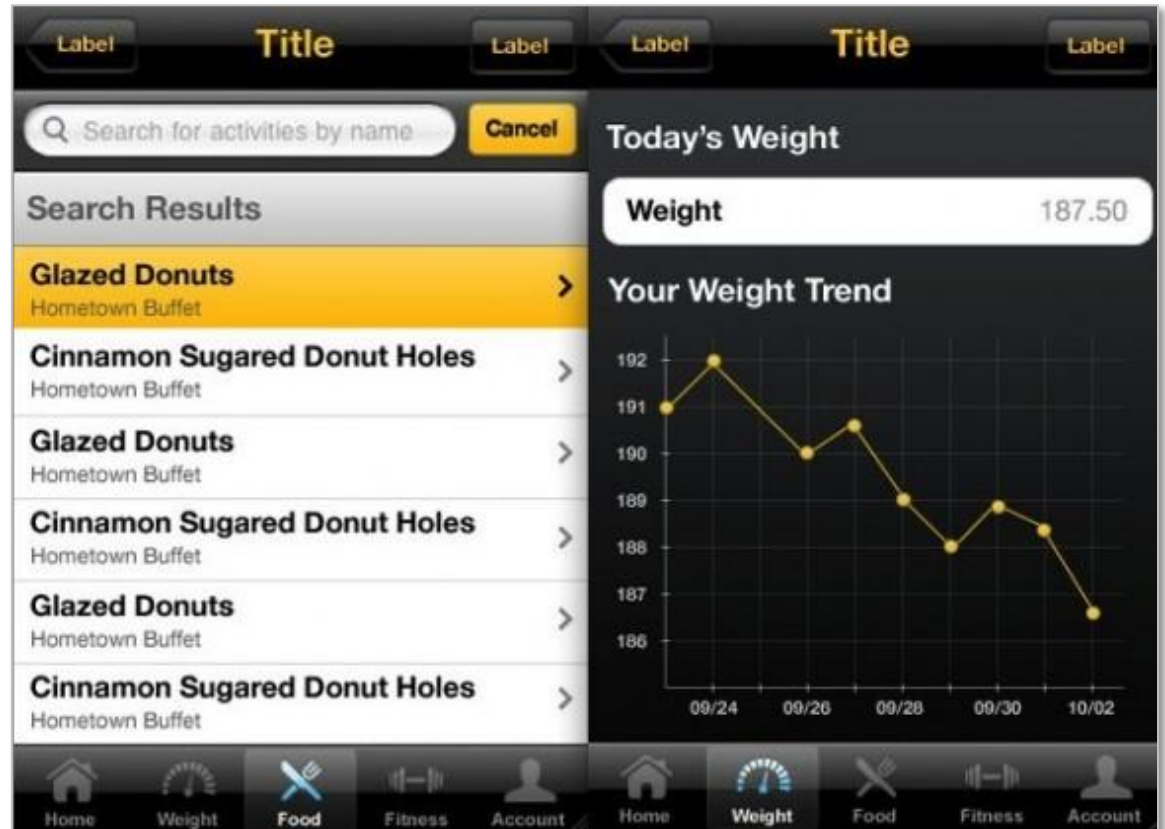 Label Title Label
Search for activities by name Cancel
Search Results
Glazed Donuts
Hometown Buffet
Cinnamon Sugared Donut Holes
Hometown Buffet
Glazed Donuts
Hometown Buffet
Cinnamon Sugared Donut Holes
Hometown Buffet
Glazed Donuts
Hometown Buffet
Cinnamon Sugared Donut Holes
Hometown Buffet
Home Weight Food Fitness Account
Label Title Label
Today's Weight
Weight 187.50
Your Weight Trend
192
191
190
189
188
187
186
09/24 09/26 09/28 09/30 10/02
Home Weight Food Fitness Account